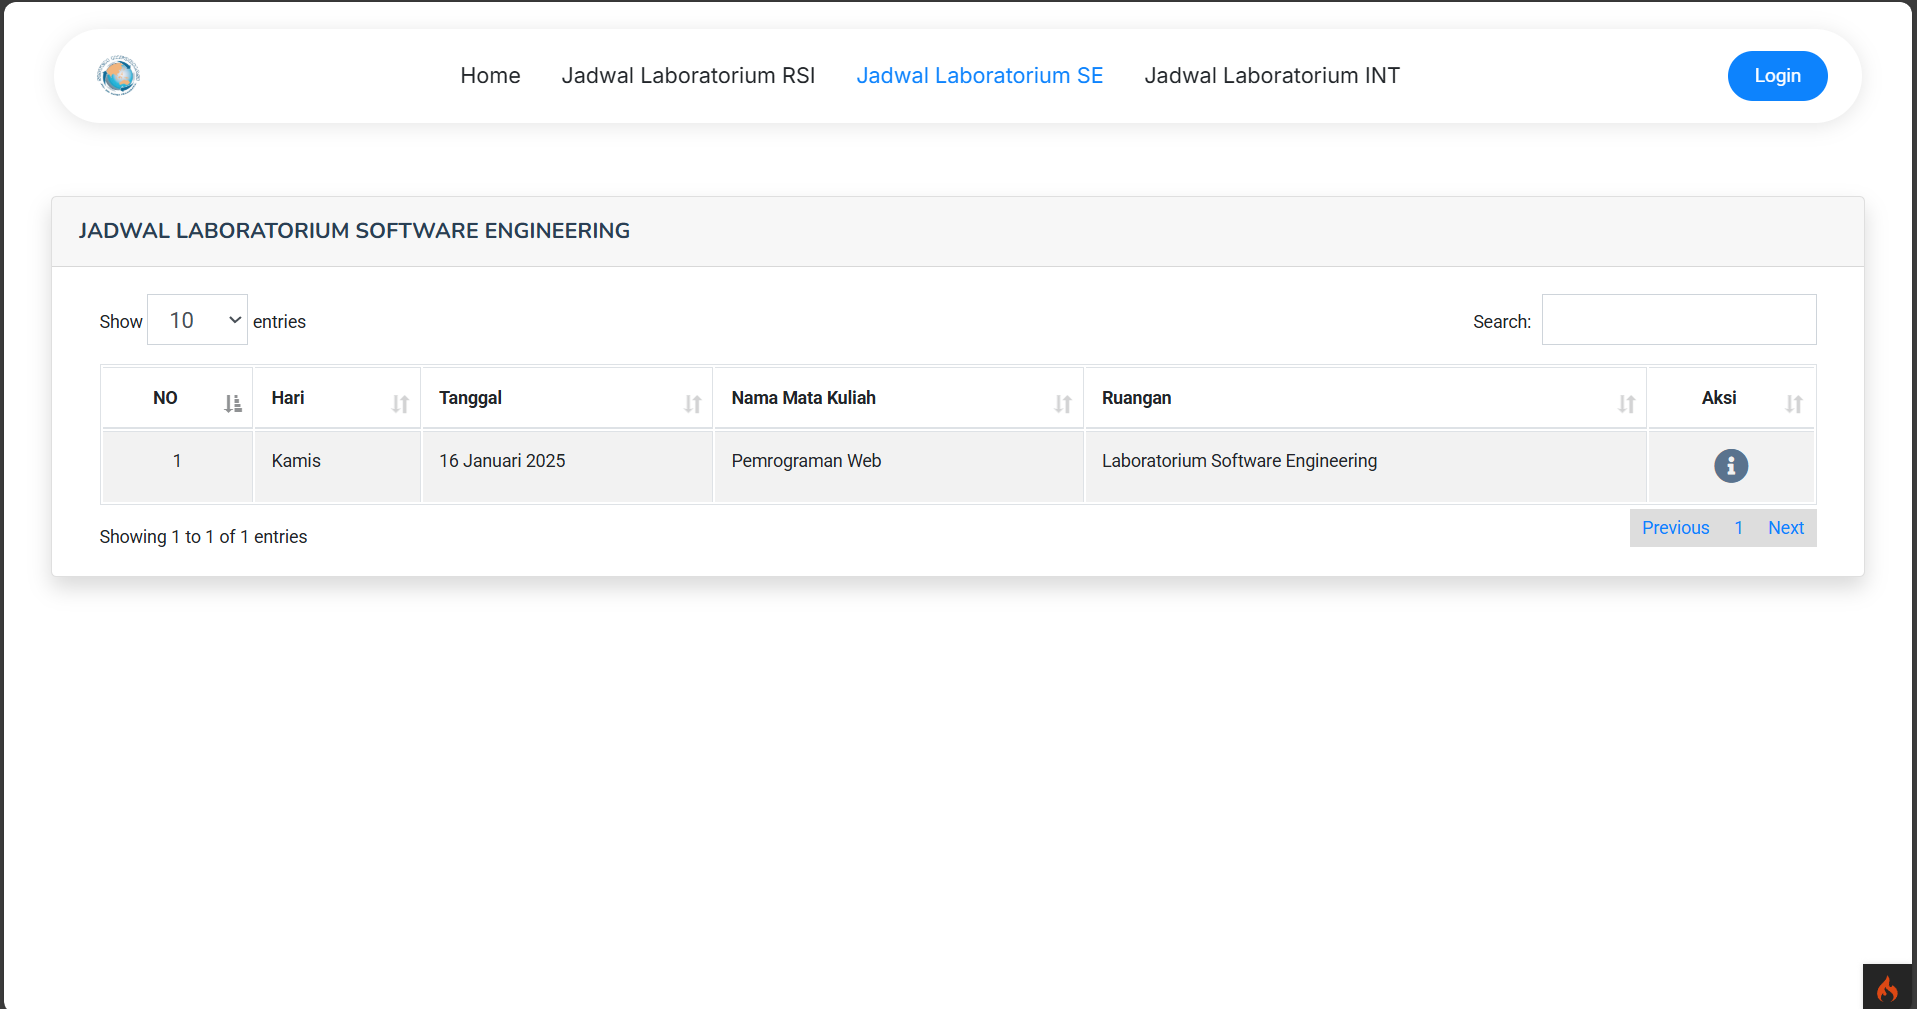 Home Jadwal Laboratorium RSI Jadwal Laboratorium SE Jadwal Laboratorium INT Login
JADWAL LABORATORIUM SOFTWARE ENGINEERING
Show 10 entries Search:
NO Hari Tanggal Nama Mata Kuliah Ruangan Aksi
1 Kamis 16 Januari 2025 Pemrograman Web Laboratorium Software Engineering
Showing 1 to 1 of 1 entries Previous 1 Next